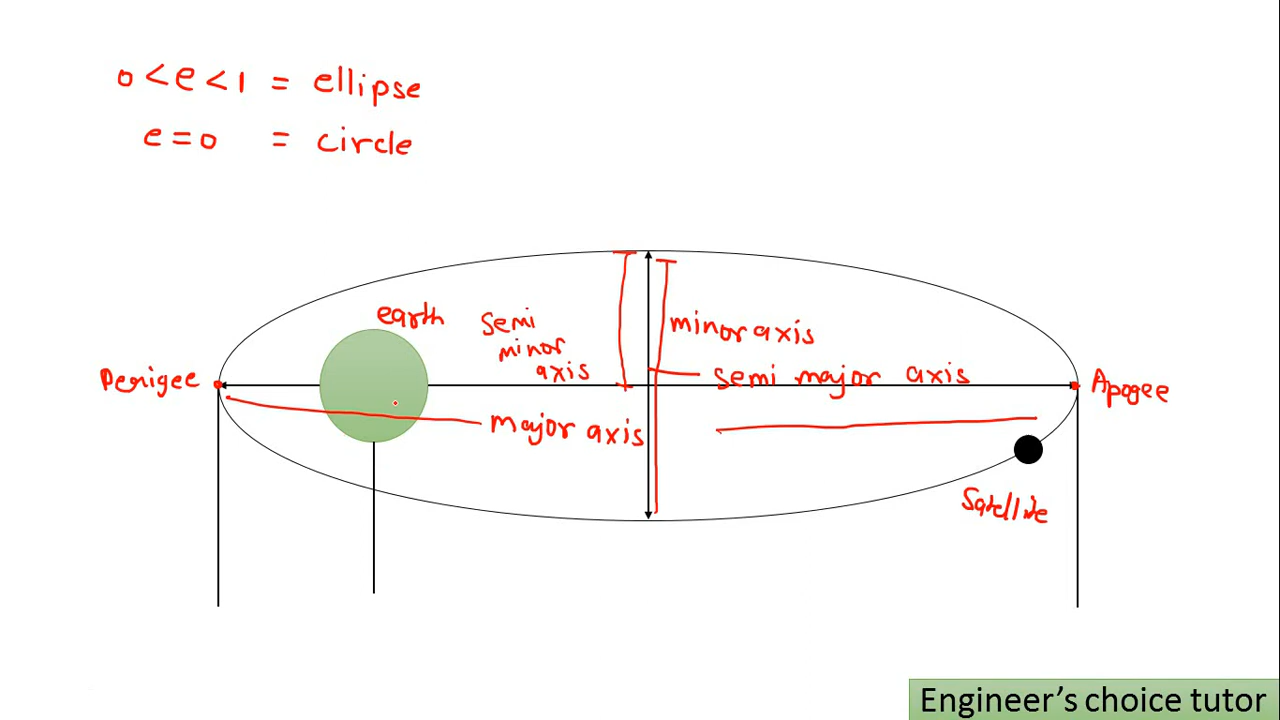 0 < e < 1 = ellipse
e = 0 = circle
earth
semi
minor
axis
minor axis
Perigee
semi major axis
Apogee
major axis
Satellite
Engineer's choice tutor